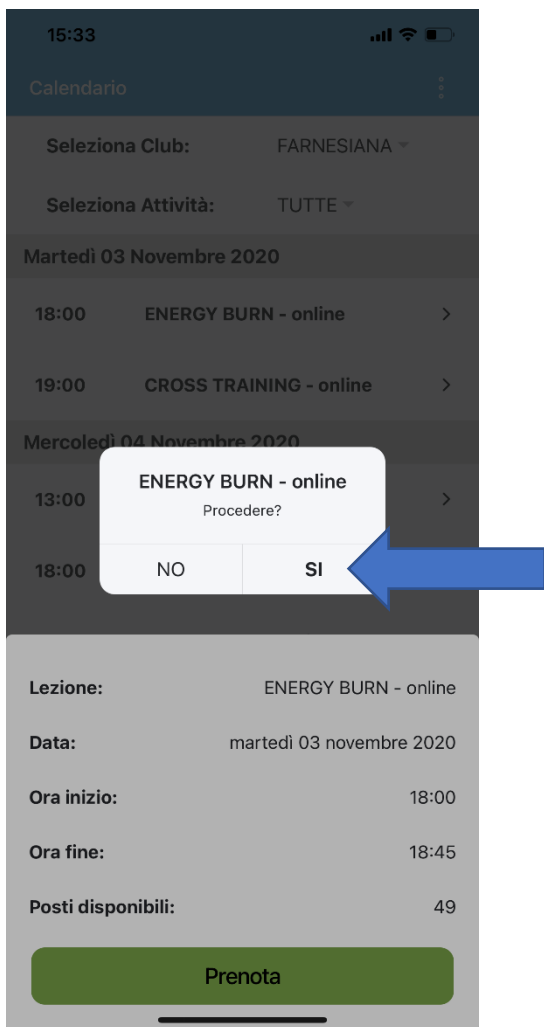 15:33
Calendario
Seleziona Club: FARNESIANA
Seleziona Attività: TUTTE
Martedì 03 Novembre 2020
18:00 ENERGY BURN - online
19:00 CROSS TRAINING - online
Mercoledì 04 Novembre 2020
13:00
18:00
ENERGY BURN - online
Procedere?
NO SI
Lezione: ENERGY BURN - online
Data: martedì 03 novembre 2020
Ora inizio: 18:00
Ora fine: 18:45
Posti disponibili: 49
Prenota